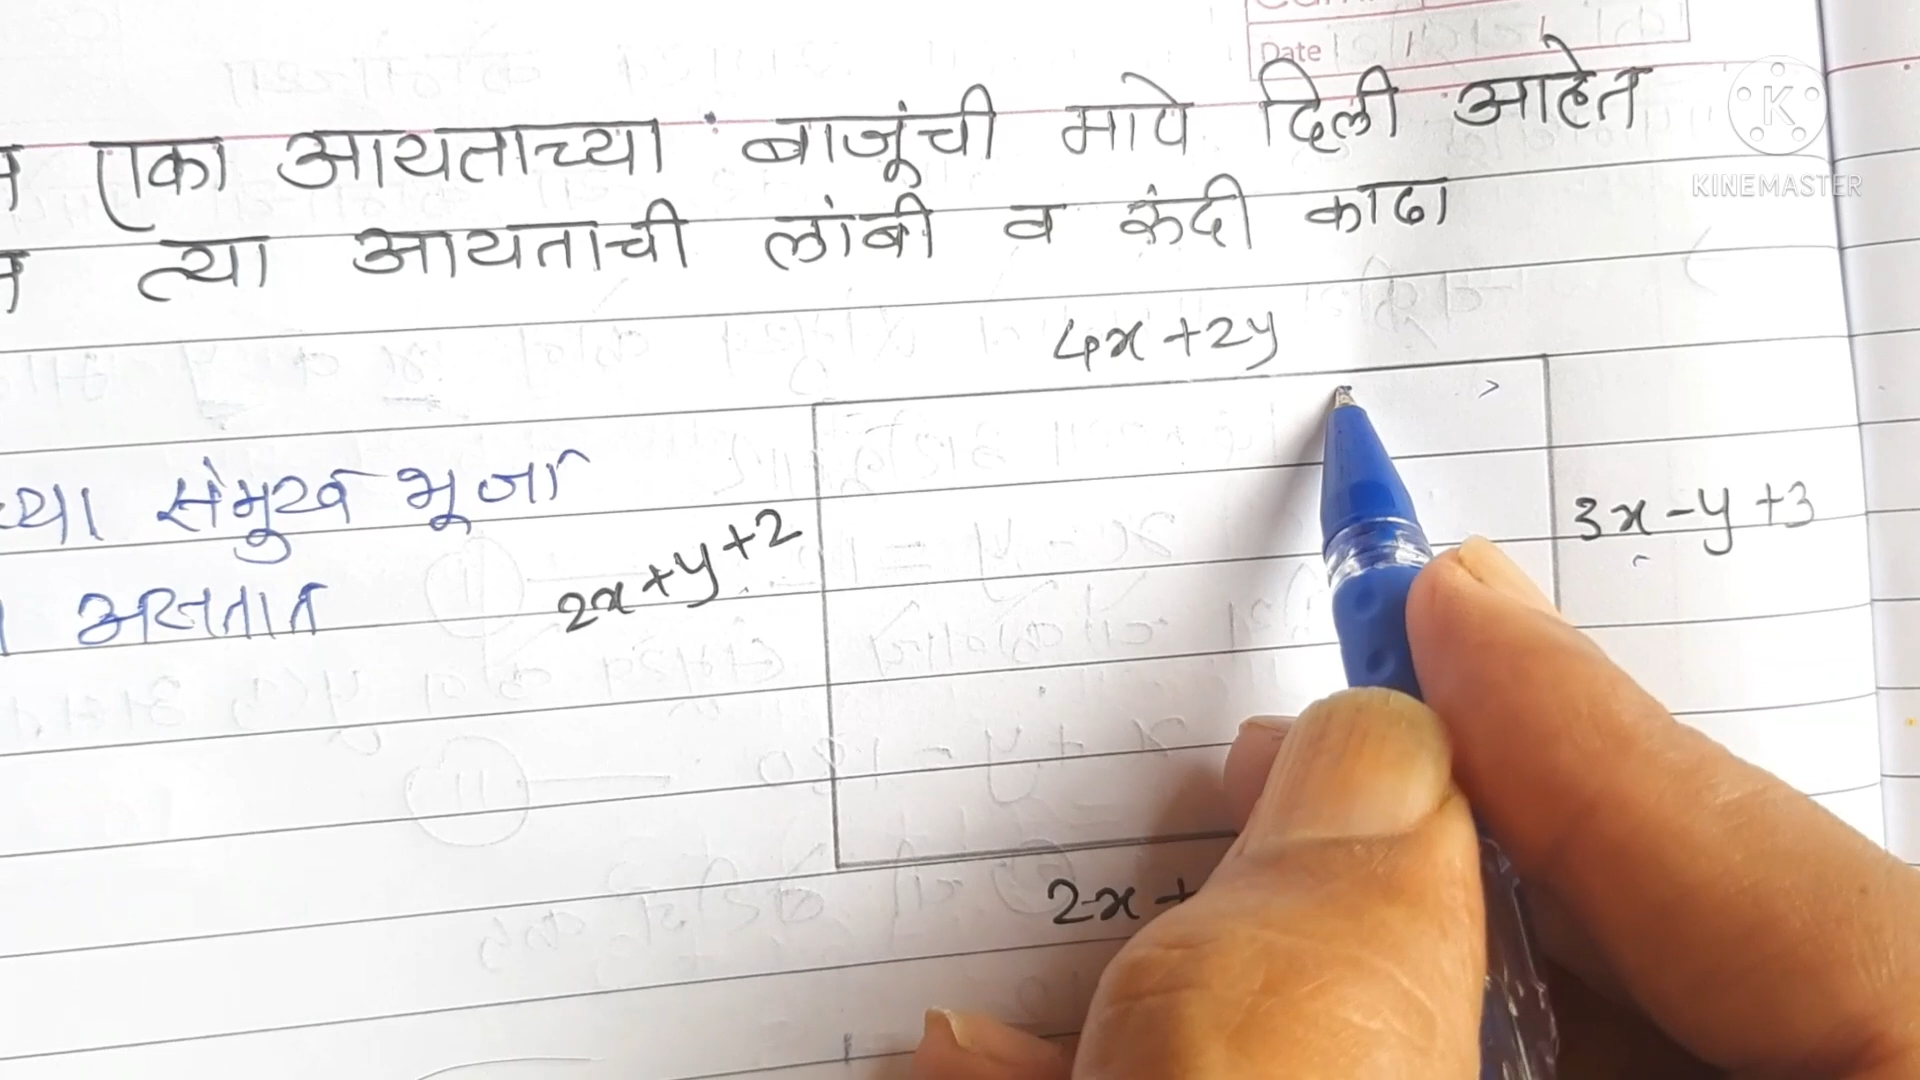 Date
एका आयताच्या बाजूंची मापे दिली आहेत
त्या आयताची लांबी व रुंदी काढा
4x+2y
च्या संमुख भूजा
असतात
2x+y+2
3x-y+3
2x+
KINEMASTER